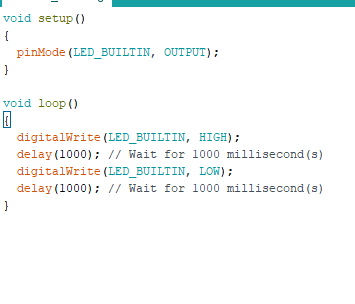 void setup()
{
  pinMode(LED_BUILTIN, OUTPUT);
}

void loop()
{
  digitalWrite(LED_BUILTIN, HIGH);
  delay(1000); // Wait for 1000 millisecond(s)
  digitalWrite(LED_BUILTIN, LOW);
  delay(1000); // Wait for 1000 millisecond(s)
}